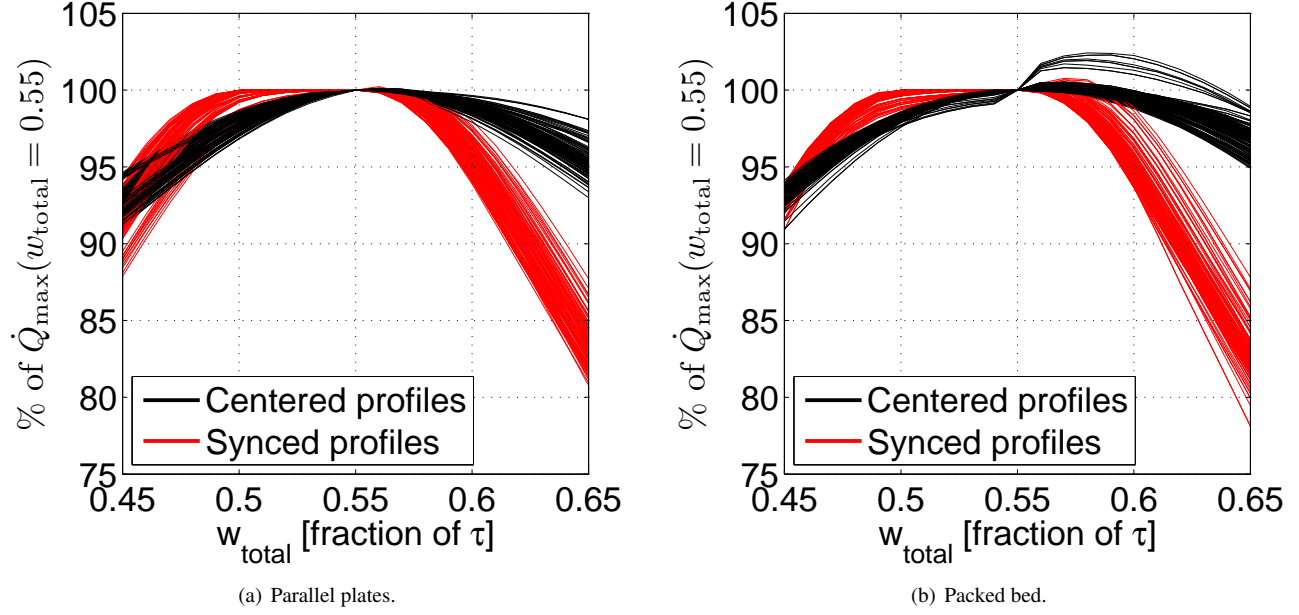 105
100
95
90
85
80
75
% of Q̇max(wtotal = 0.55)
Centered profiles
Synced profiles
0.45 0.5 0.55 0.6 0.65
wtotal [fraction of τ]
(a) Parallel plates.
105
100
95
90
85
80
75
% of Q̇max(wtotal = 0.55)
Centered profiles
Synced profiles
0.45 0.5 0.55 0.6 0.65
wtotal [fraction of τ]
(b) Packed bed.